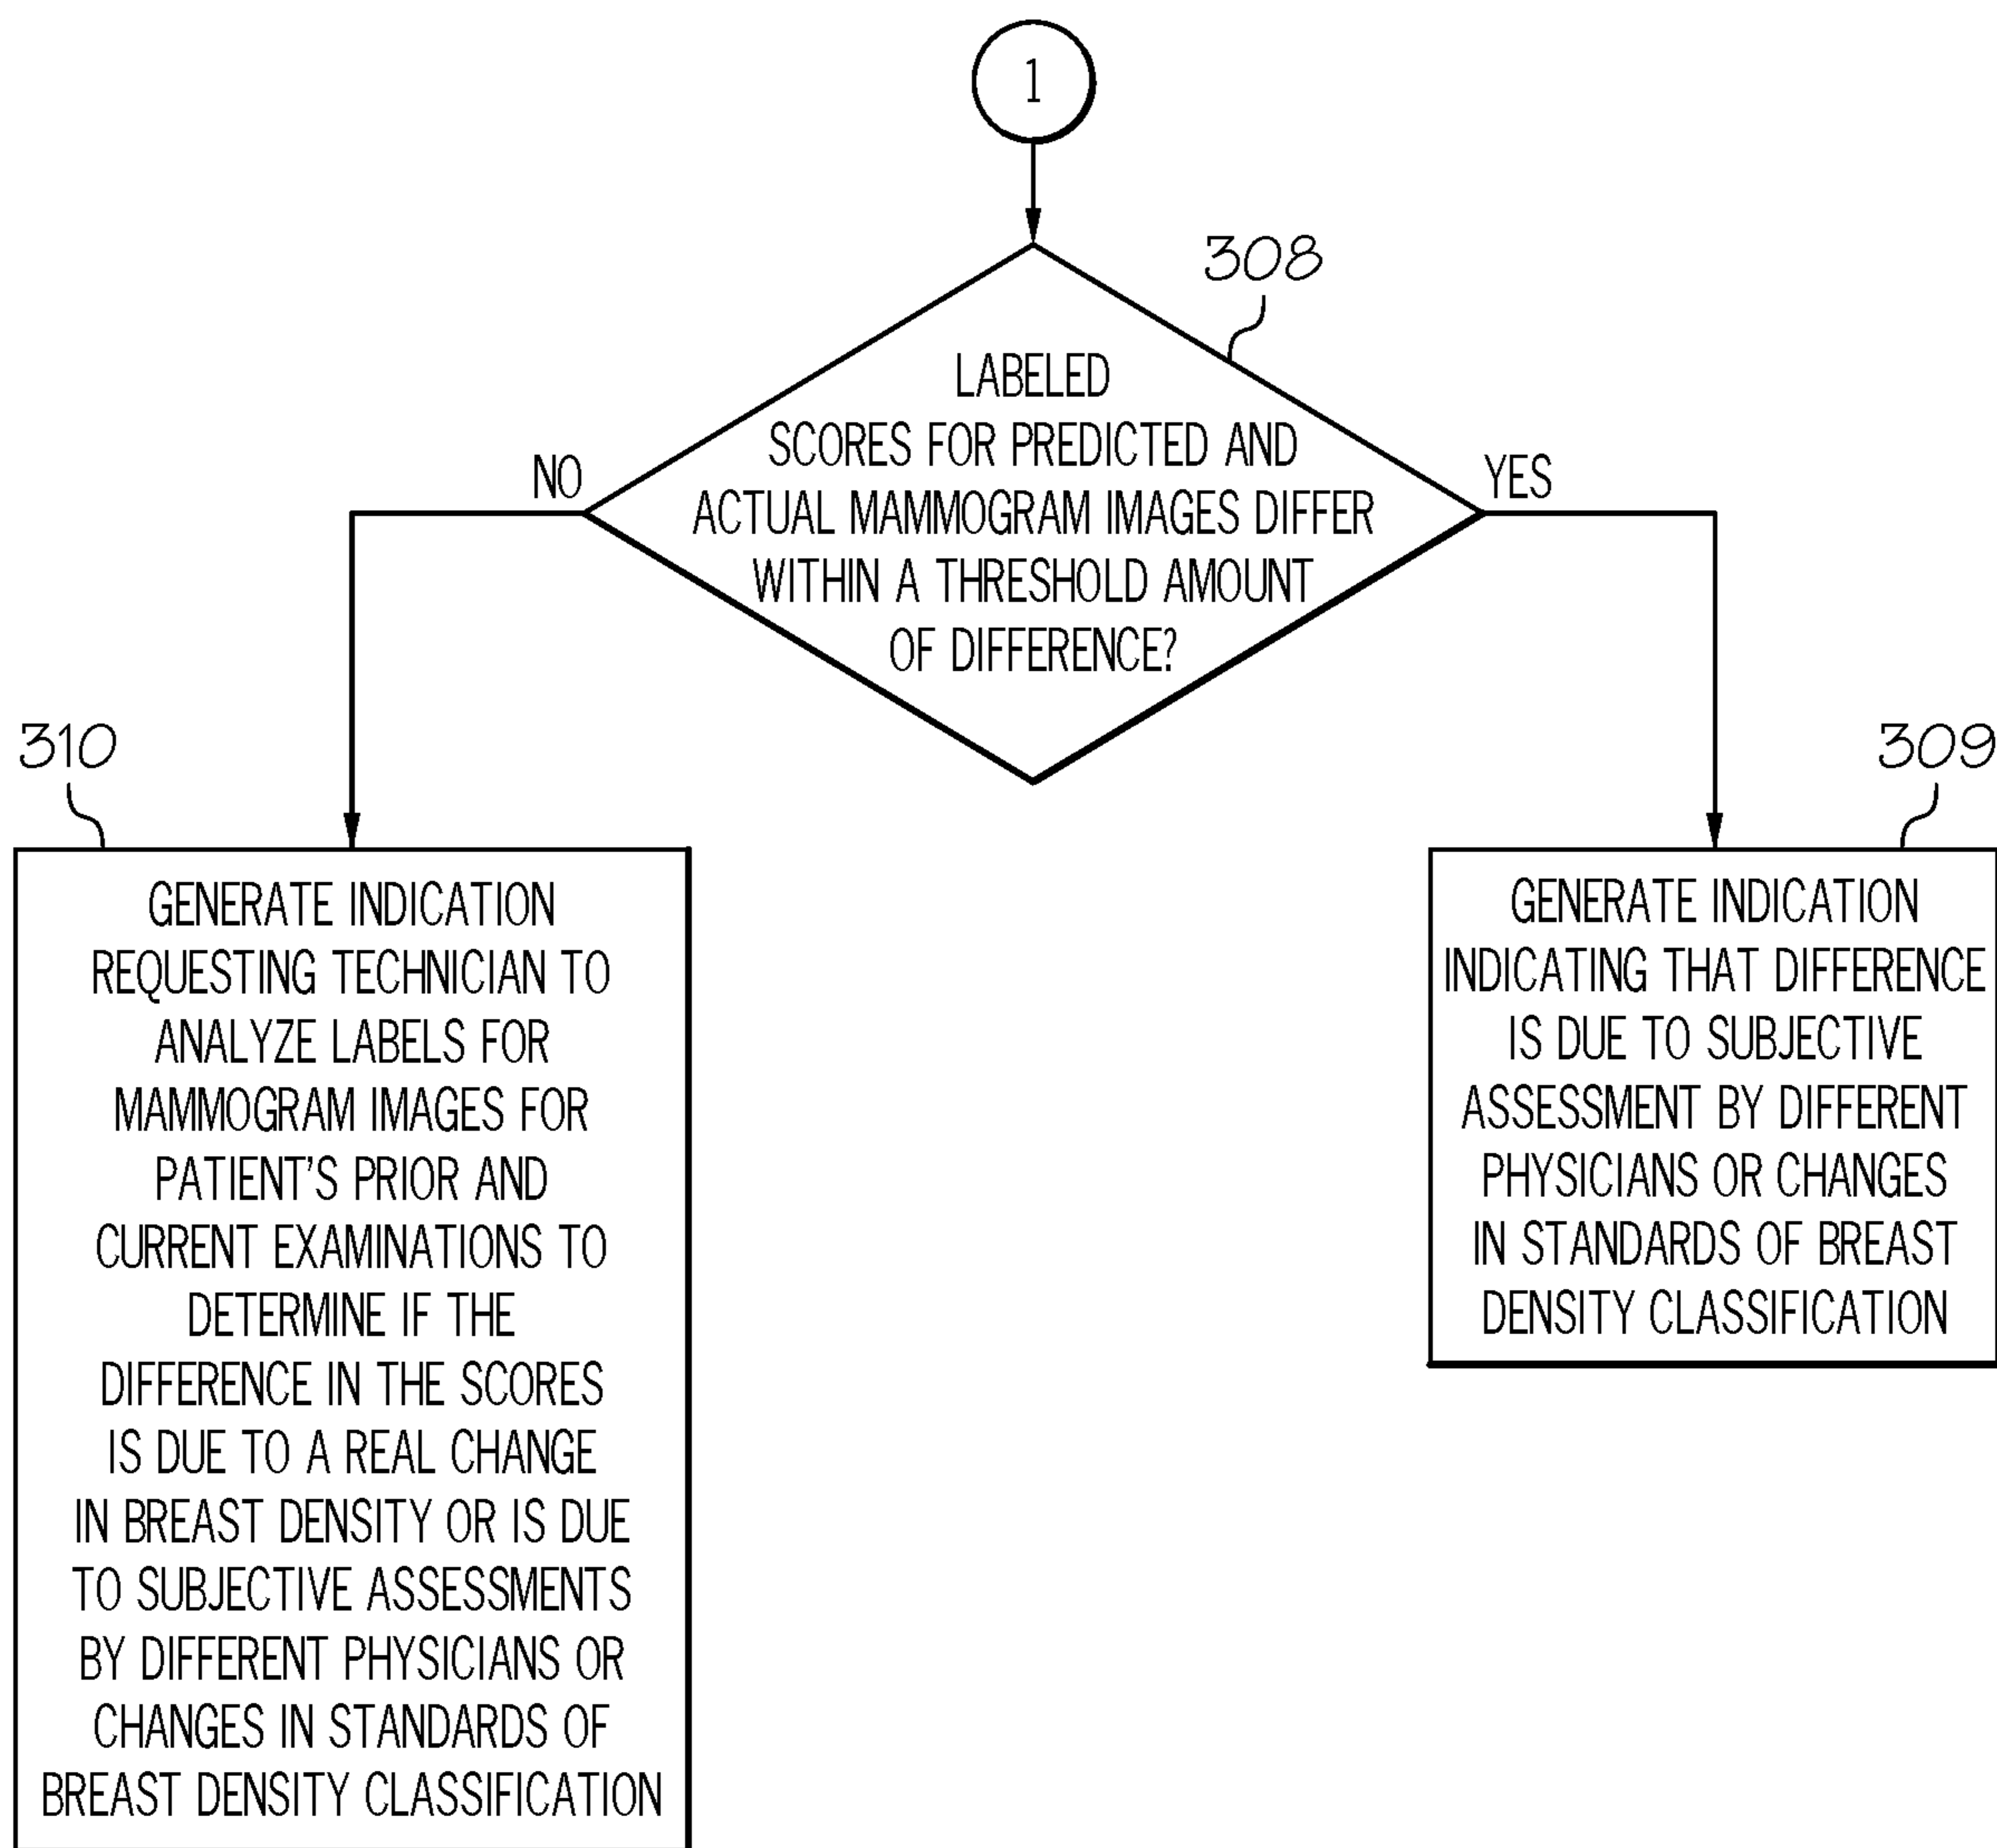 1
308
LABELED
SCORES FOR PREDICTED AND
ACTUAL MAMMOGRAM IMAGES DIFFER
WITHIN A THRESHOLD AMOUNT
OF DIFFERENCE?
NO
YES
310
GENERATE INDICATION
REQUESTING TECHNICIAN TO
ANALYZE LABELS FOR
MAMMOGRAM IMAGES FOR
PATIENT'S PRIOR AND
CURRENT EXAMINATIONS TO
DETERMINE IF THE
DIFFERENCE IN THE SCORES
IS DUE TO A REAL CHANGE
IN BREAST DENSITY OR IS DUE
TO SUBJECTIVE ASSESSMENTS
BY DIFFERENT PHYSICIANS OR
CHANGES IN STANDARDS OF
BREAST DENSITY CLASSIFICATION
309
GENERATE INDICATION
INDICATING THAT DIFFERENCE
IS DUE TO SUBJECTIVE
ASSESSMENT BY DIFFERENT
PHYSICIANS OR CHANGES
IN STANDARDS OF BREAST
DENSITY CLASSIFICATION